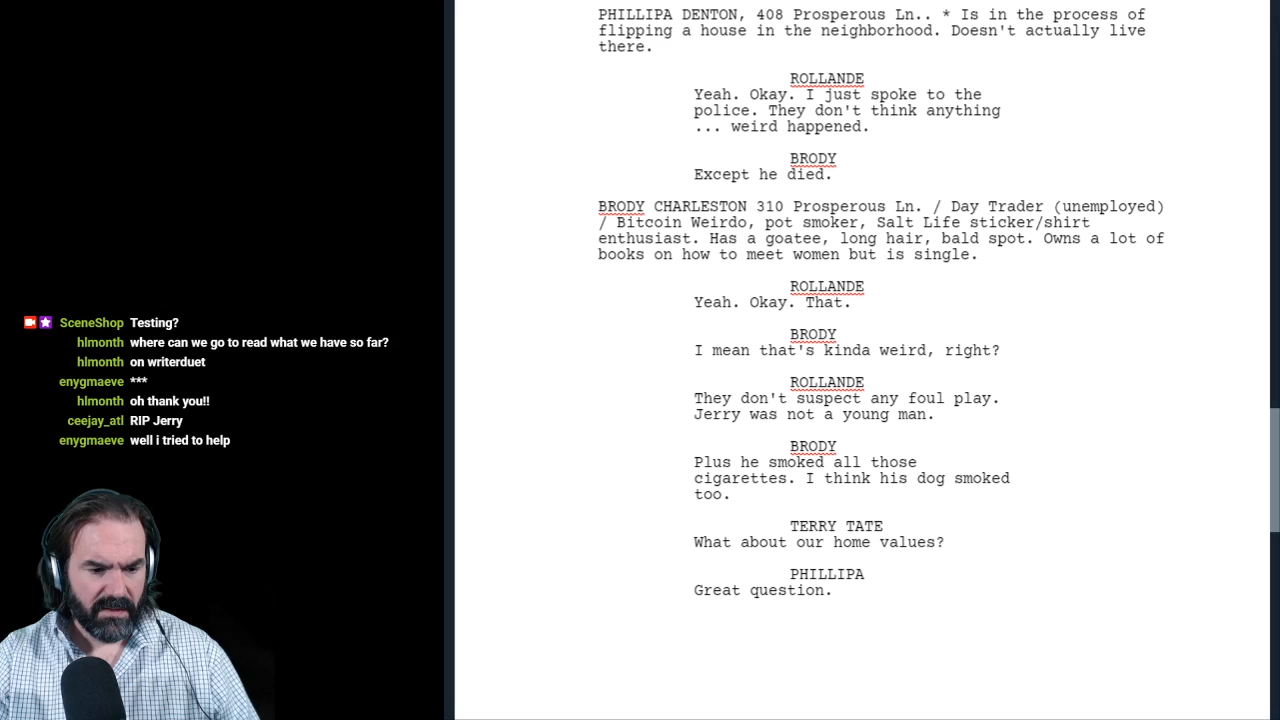 PHILLIPA DENTON, 408 Prosperous Ln.. * Is in the process of
flipping a house in the neighborhood. Doesn't actually live
there.
ROLLANDE
Yeah. Okay. I just spoke to the
police. They don't think anything
... weird happened.
BRODY
Except he died.
BRODY CHARLESTON 310 Prosperous Ln. / Day Trader (unemployed)
/ Bitcoin Weirdo, pot smoker, Salt Life sticker/shirt
enthusiast. Has a goatee, long hair, bald spot. Owns a lot of
books on how to meet women but is single.
ROLLANDE
Yeah. Okay. That.
BRODY
I mean that's kinda weird, right?
ROLLANDE
They don't suspect any foul play.
Jerry was not a young man.
BRODY
Plus he smoked all those
cigarettes. I think his dog smoked
too.
TERRY TATE
What about our home values?
PHILLIPA
Great question.
SceneShop Testing?
hlmonth where can we go to read what we have so far?
hlmonth on writerduet
enygmaeve ***
hlmonth oh thank you!!
ceejay_atl RIP Jerry
enygmaeve well i tried to help